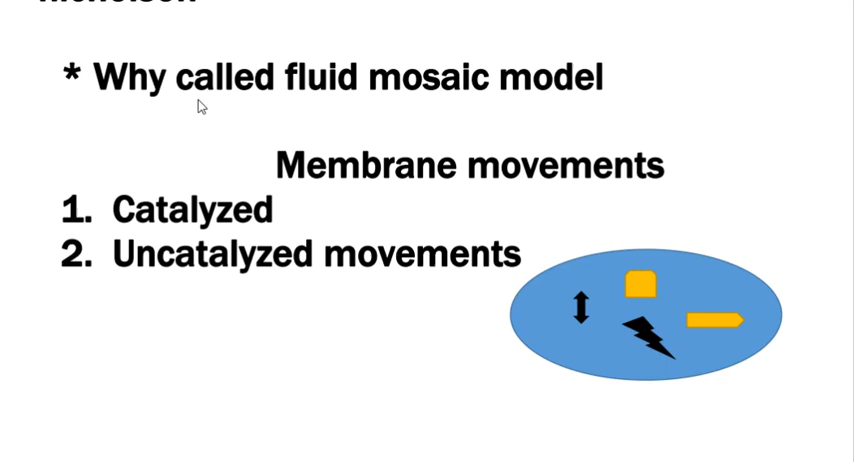 * Why called fluid mosaic model
Membrane movements
1. Catalyzed
2. Uncatalyzed movements